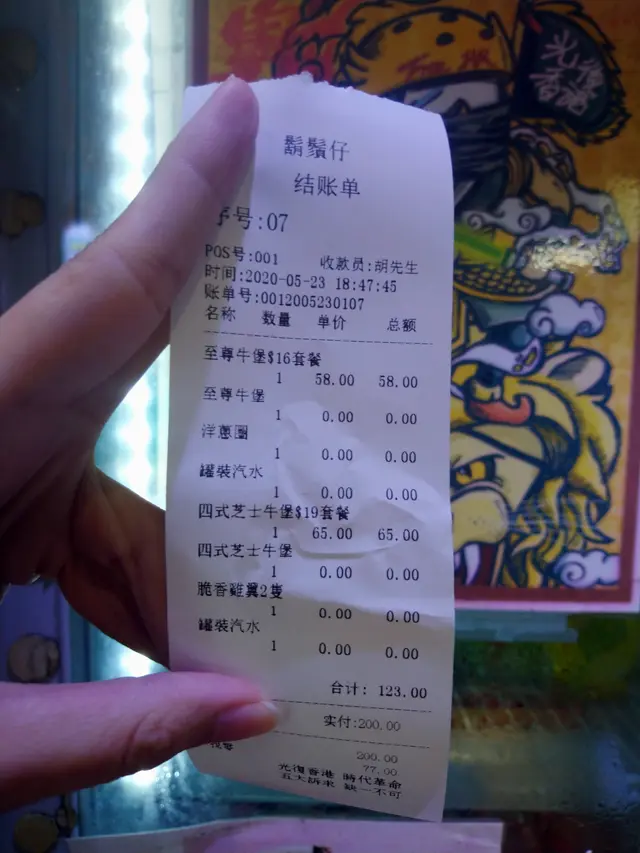 鬍鬚仔
结账单
序号:07
POS号:001 收款员:胡先生
时间:2020-05-23 18:47:45
账单号:0012005230107
名称 数量 单价 总额
至尊牛堡$16套餐
1 58.00 58.00
至尊牛堡
1 0.00 0.00
洋蔥圈
1 0.00 0.00
罐裝汽水
1 0.00 0.00
四式芝士牛堡$19套餐
1 65.00 65.00
四式芝士牛堡
1 0.00 0.00
脆香雞翼2隻
1 0.00 0.00
罐裝汽水
1 0.00 0.00
合计: 123.00
实付:200.00
200.00
77.00
光復香港 時代革命
五大訴求 缺一不可
光復
香港